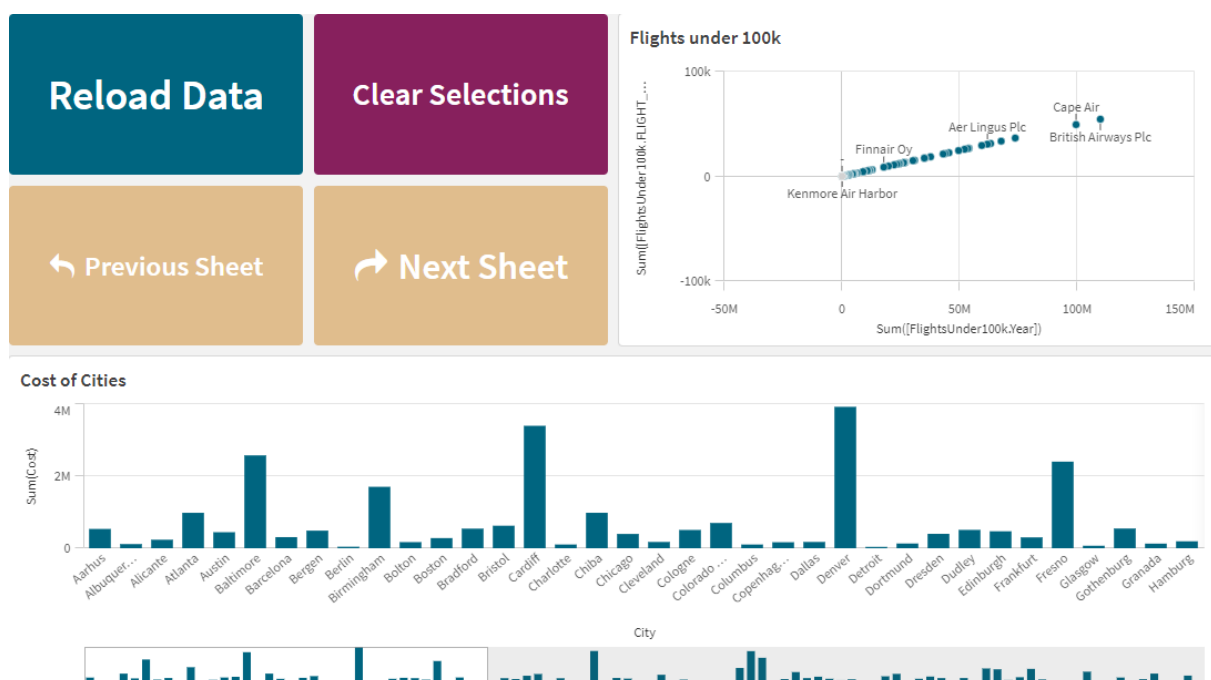 Reload Data
Clear Selections
Previous Sheet
Next Sheet
Flights under 100k
Sum([FlightsUnder100k.FLIGHT_...
100k
0
-100k
Cape Air
British Airways Plc
Aer Lingus Plc
Finnair Oy
Kenmore Air Harbor
-50M
0
50M
100M
150M
Sum([FlightsUnder100k.Year])
Cost of Cities
Sum(Cost)
4M
2M
0
Aarhus
Albuquer...
Alicante
Atlanta
Austin
Baltimore
Barcelona
Bergen
Berlin
Birmingham
Bolton
Boston
Bradford
Bristol
Cardiff
Charlotte
Chiba
Chicago
Cleveland
Cologne
Colorado ...
Columbus
Copenhag...
Dallas
Denver
Detroit
Dortmund
Dresden
Dudley
Edinburgh
Frankfurt
Fresno
Glasgow
Gothenburg
Granada
Hamburg
City